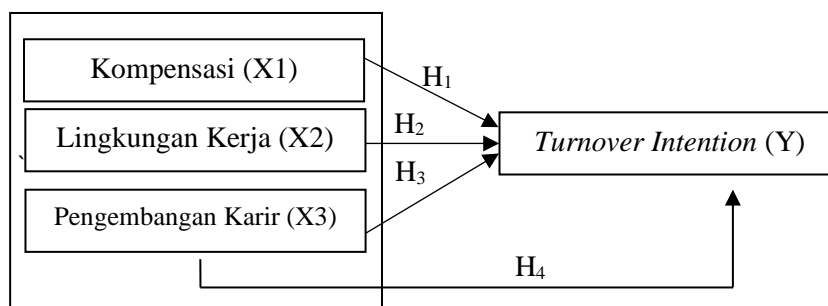 Kompensasi (X1)
H₁
Lingkungan Kerja (X2)
H₂
Turnover Intention (Y)
`
H₃
Pengembangan Karir (X3)
H₄